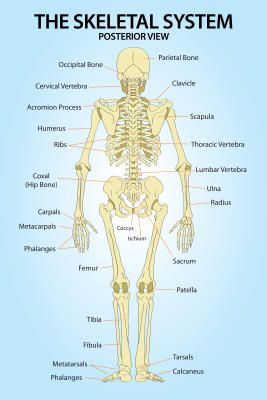 THE SKELETAL SYSTEM
POSTERIOR VIEW
Parietal Bone
Occipital Bone
Clavicle
Cervical Vertebra
Acromion Process
Scapula
Humerus
Ribs
Thoracic Vertebra
Lumbar Vertebra
Coxal
(Hip Bone)
Ulna
Radius
Carpals
Metacarpals
Coccyx
Ischium
Phalanges
Sacrum
Femur
Patella
Tibia
Fibula
Tarsals
Metatarsals
Calcaneus
Phalanges